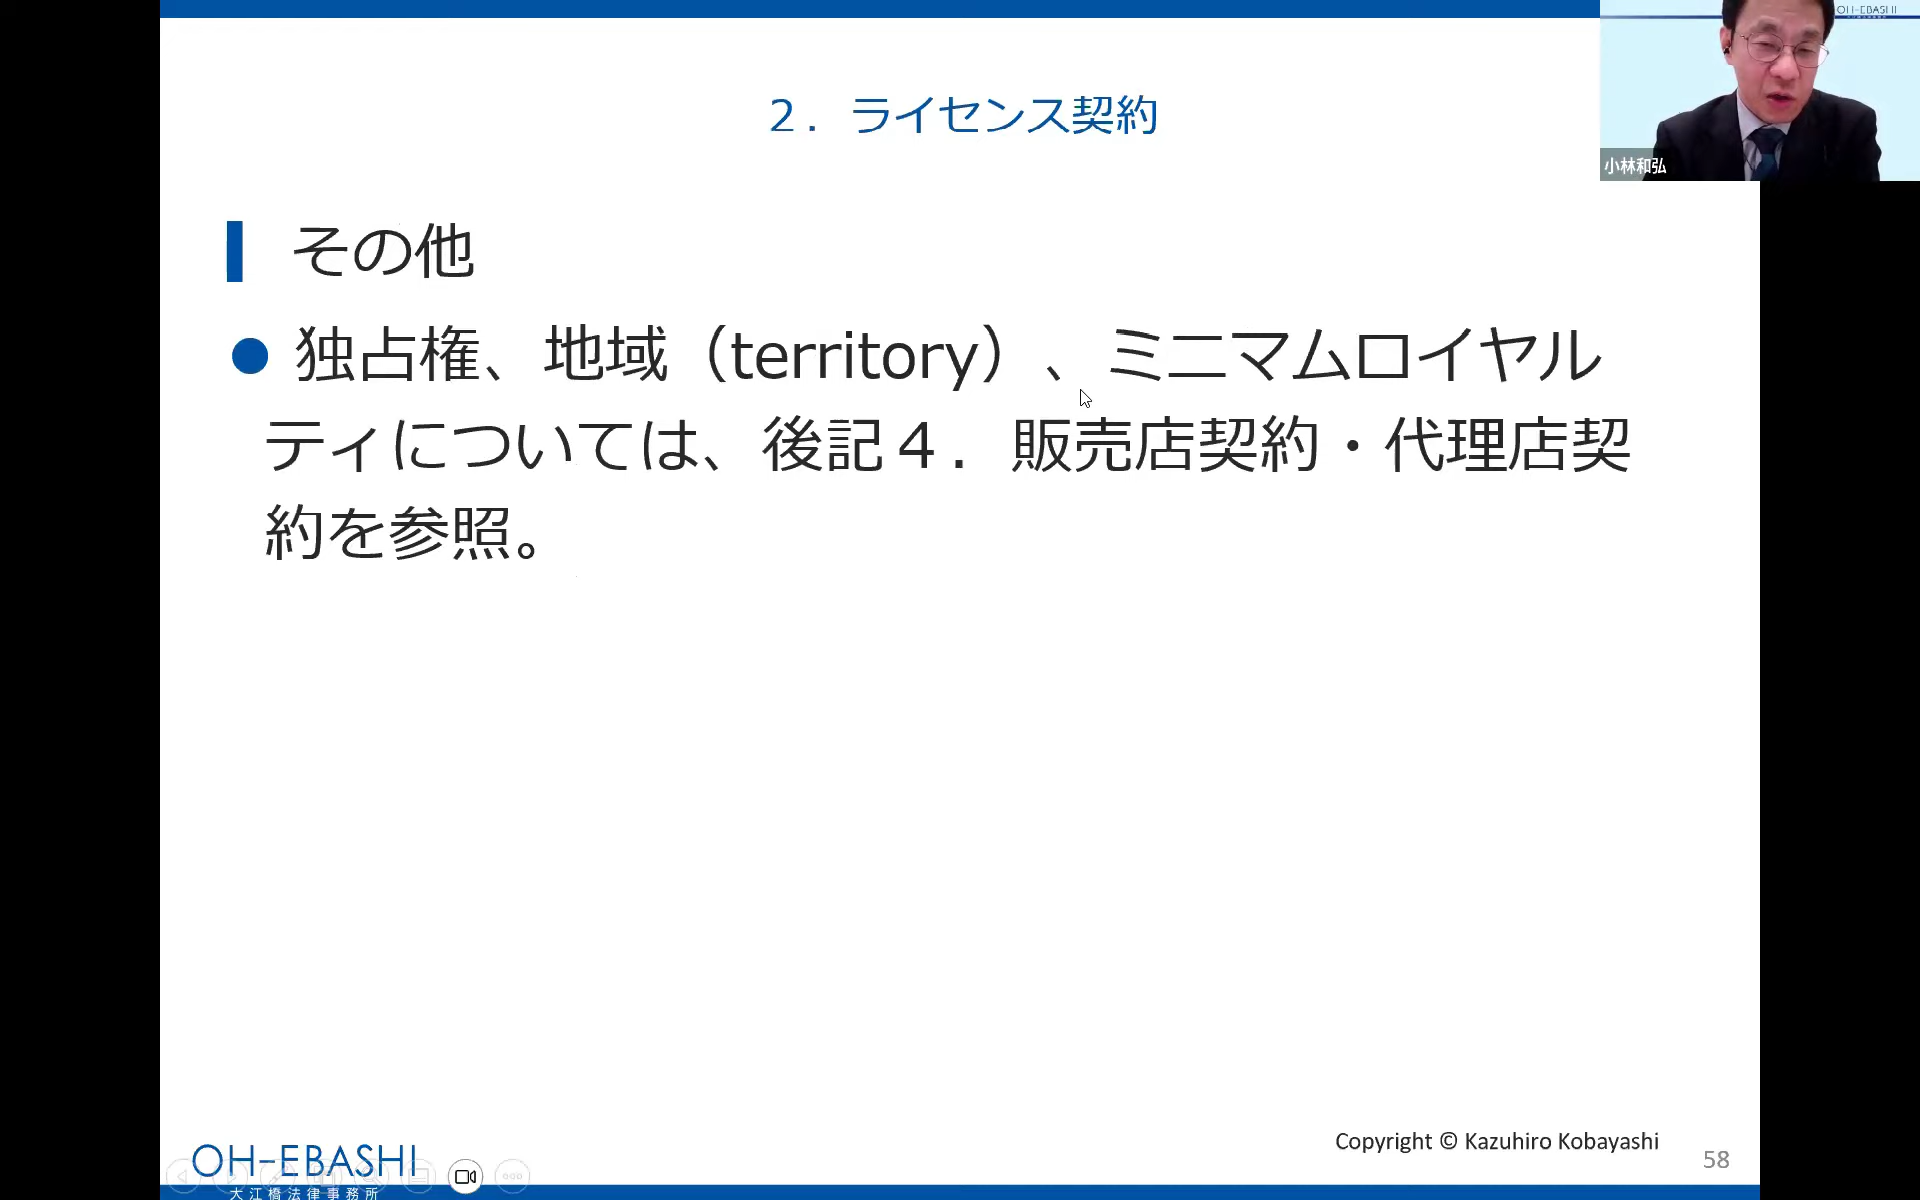 OH-EBASHI
小林和弘
２．ライセンス契約
その他
独占権、地域（territory）、ミニマムロイヤル
ティについては、後記４．販売店契約・代理店契
約を参照。
Copyright © Kazuhiro Kobayashi
58
OH-EBASHI
大江橋法律事務所